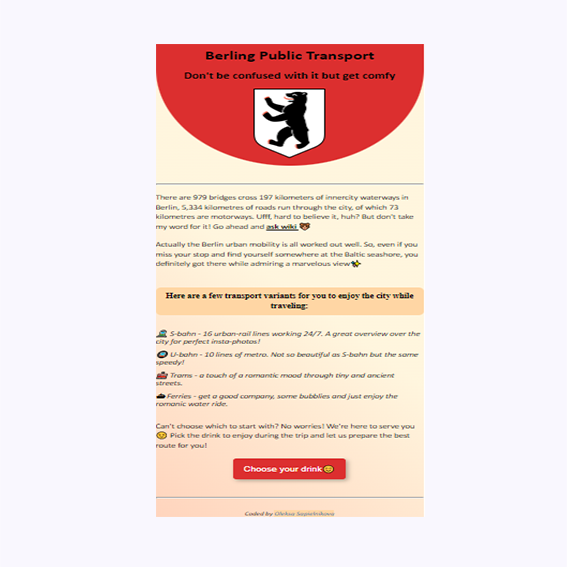 Berling Public Transport
Don't be confused with it but get comfy
There are 979 bridges cross 197 kilometers of innercity waterways in
Berlin, 5,334 kilometres of roads run through the city, of which 73
kilometres are motorways. Ufff, hard to believe it, huh? But don't take
my word for it! Go ahead and ask wiki 🐻
Actually the Berlin urban mobility is all worked out well. So, even if you
miss your stop and find yourself somewhere at the Baltic seashore, you
definitely got there while admiring a marvelous view
Here are a few transport variants for you to enjoy the city while
traveling:
S-bahn - 16 urban-rail lines working 24/7. A great overview over the
city for perfect insta-photos!
U-bahn - 10 lines of metro. Not so beautiful as S-bahn but the same
speedy!
Trams - a touch of a romantic mood through tiny and ancient
streets.
Ferries - get a good company, some bubblies and just enjoy the
romanic water ride.
Can't choose which to start with? No worries! We're here to serve you
😉 Pick the drink to enjoy during the trip and let us prepare the best
route for you!
Choose your drink
Coded by